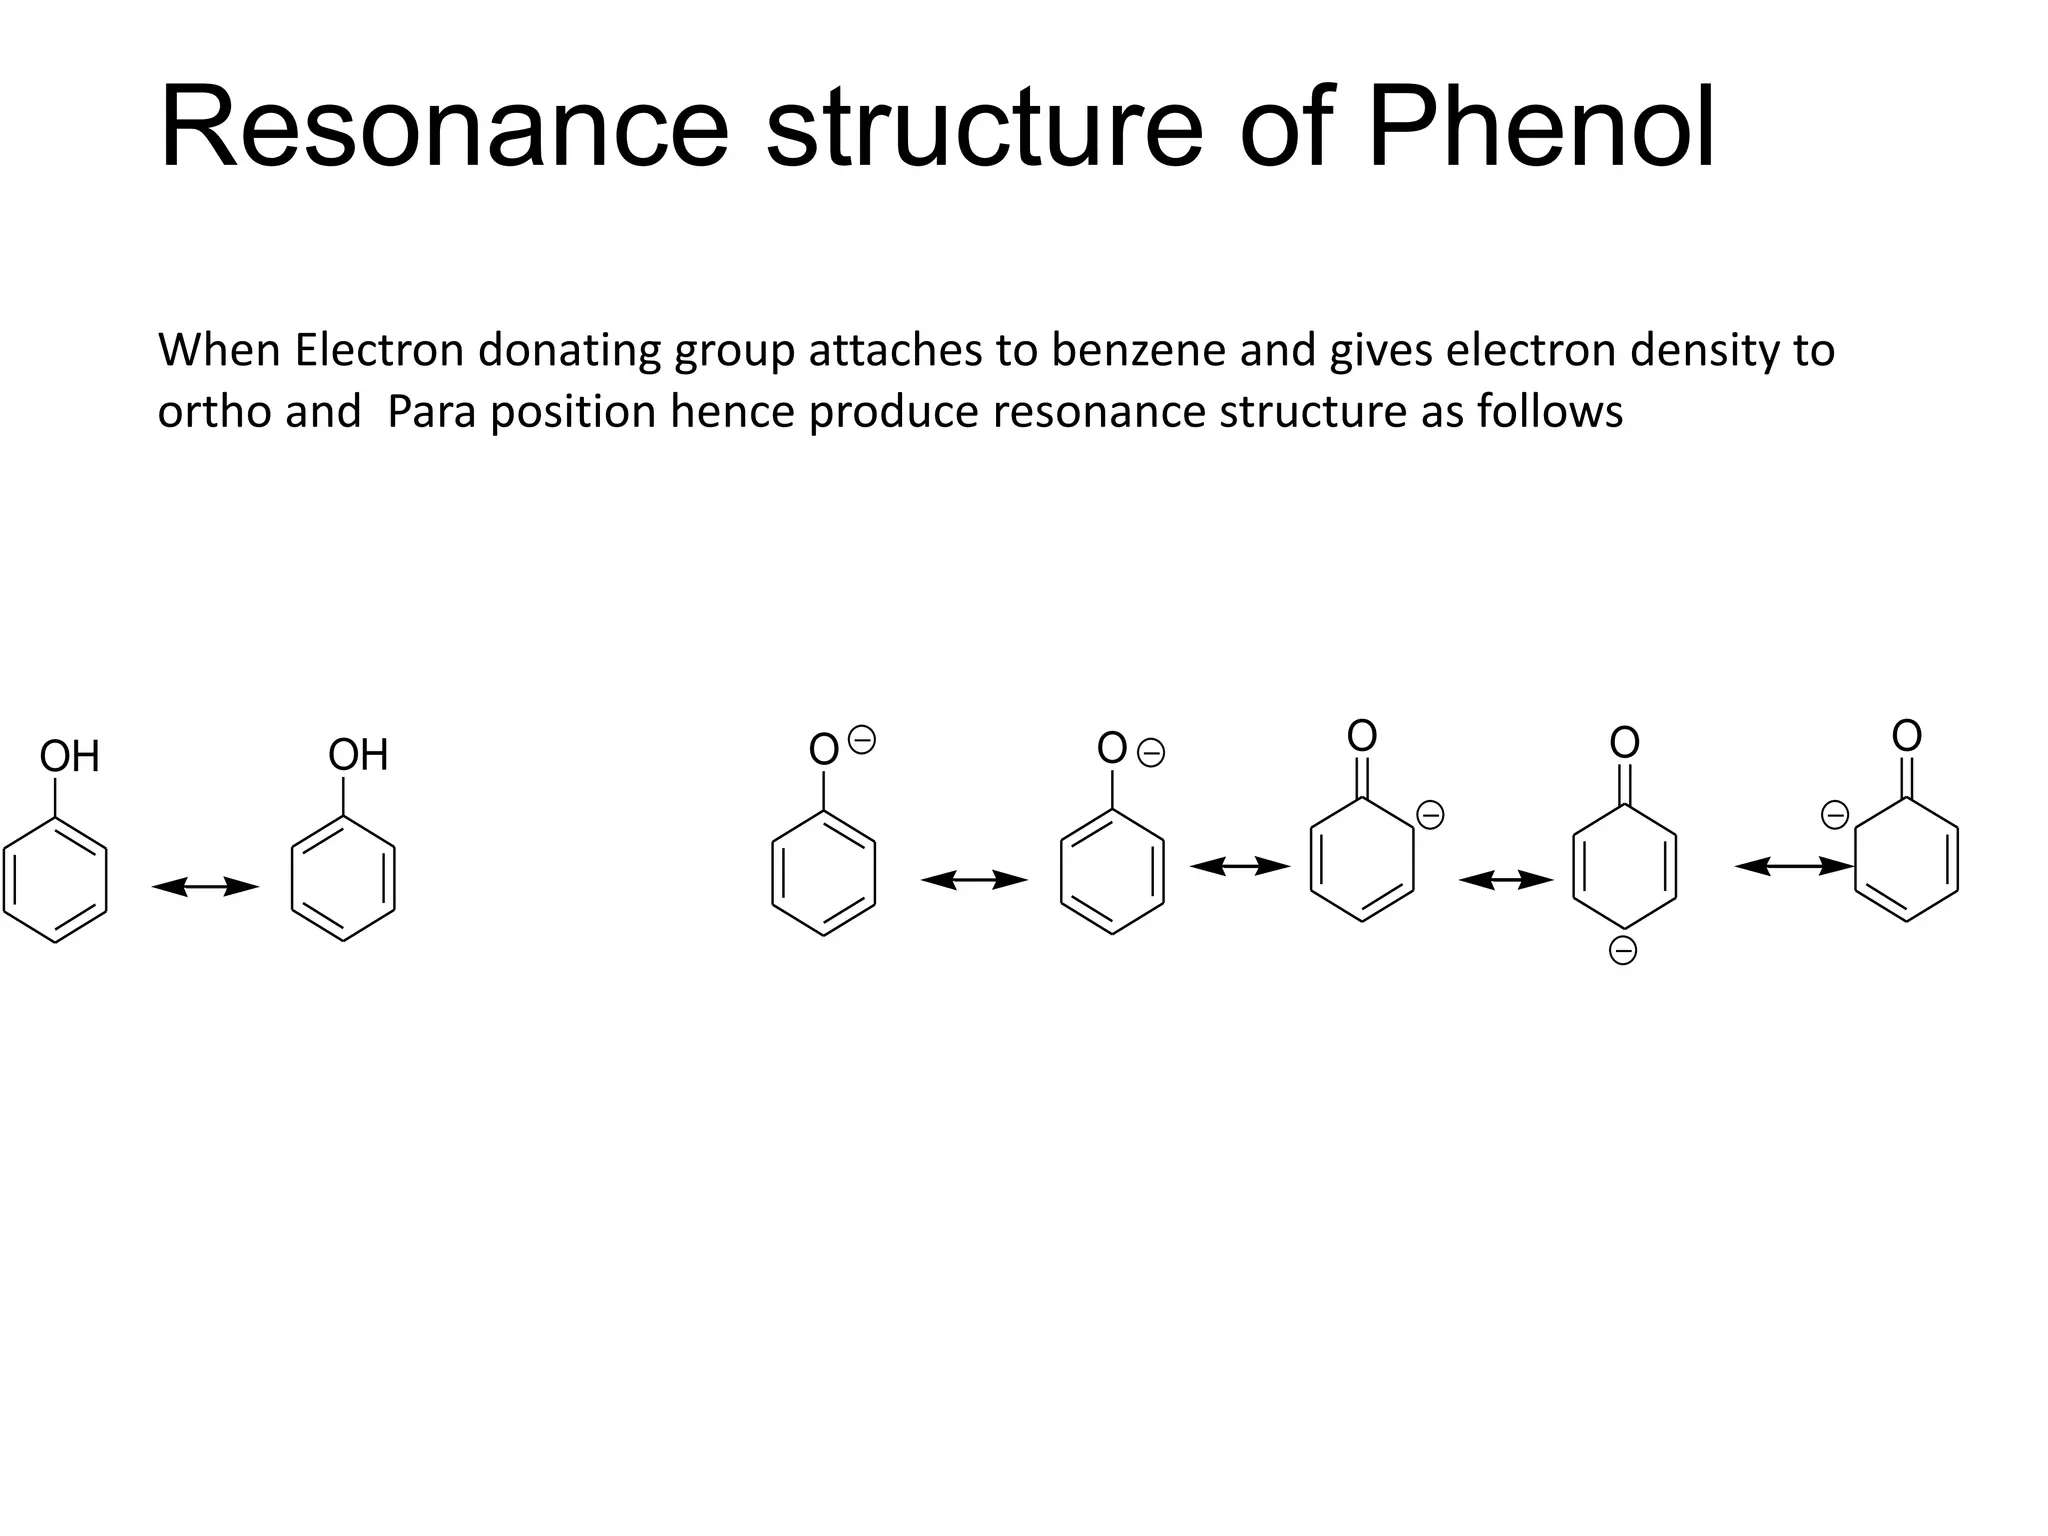 Resonance structure of Phenol
When Electron donating group attaches to benzene and gives electron density to
ortho and  Para position hence produce resonance structure as follows
OH OH O⊖ O⊖ O O O
⊖ ⊖
⊖